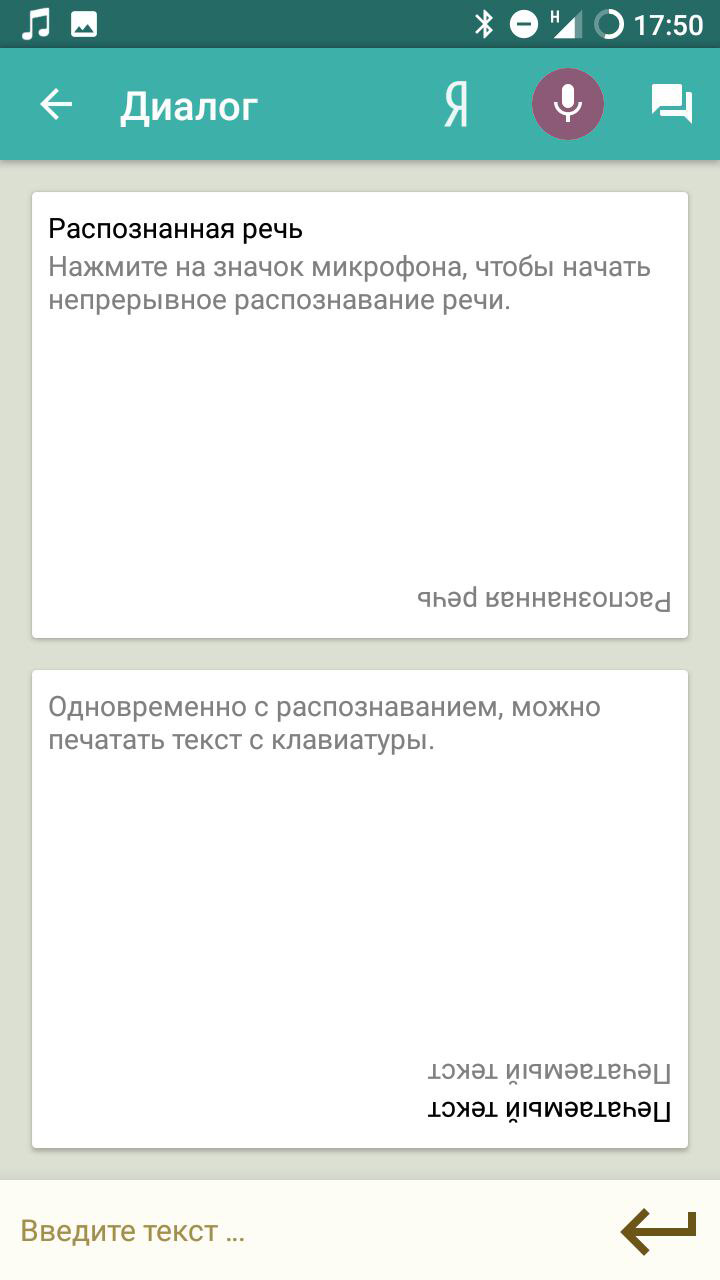 17:50
Диалог
Я
Распознанная речь
Нажмите на значок микрофона, чтобы начать
непрерывное распознавание речи.
Распознанная речь
Одновременно с распознаванием, можно
печатать текст с клавиатуры.
Печатаемый текст
Печатаемый текст
Введите текст ...